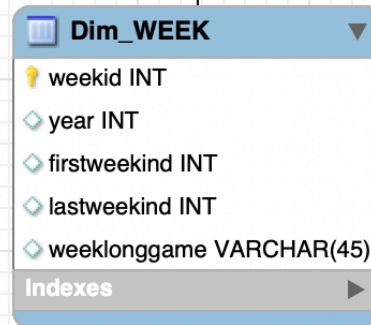 Dim_WEEK
weekid INT
year INT
firstweekind INT
lastweekind INT
weeklonggame VARCHAR(45)
Indexes